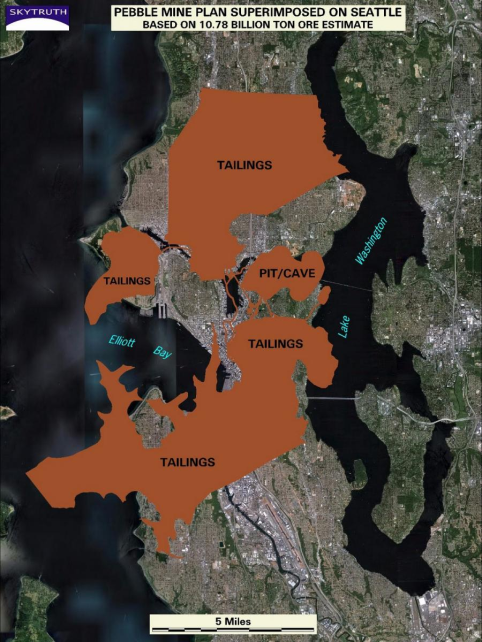 SKYTRUTH
PEBBLE MINE PLAN SUPERIMPOSED ON SEATTLE
BASED ON 10.78 BILLION TON ORE ESTIMATE
TAILINGS
Washington
TAILINGS
PIT/CAVE
Elliott Bay
TAILINGS
Lake
TAILINGS
5 Miles